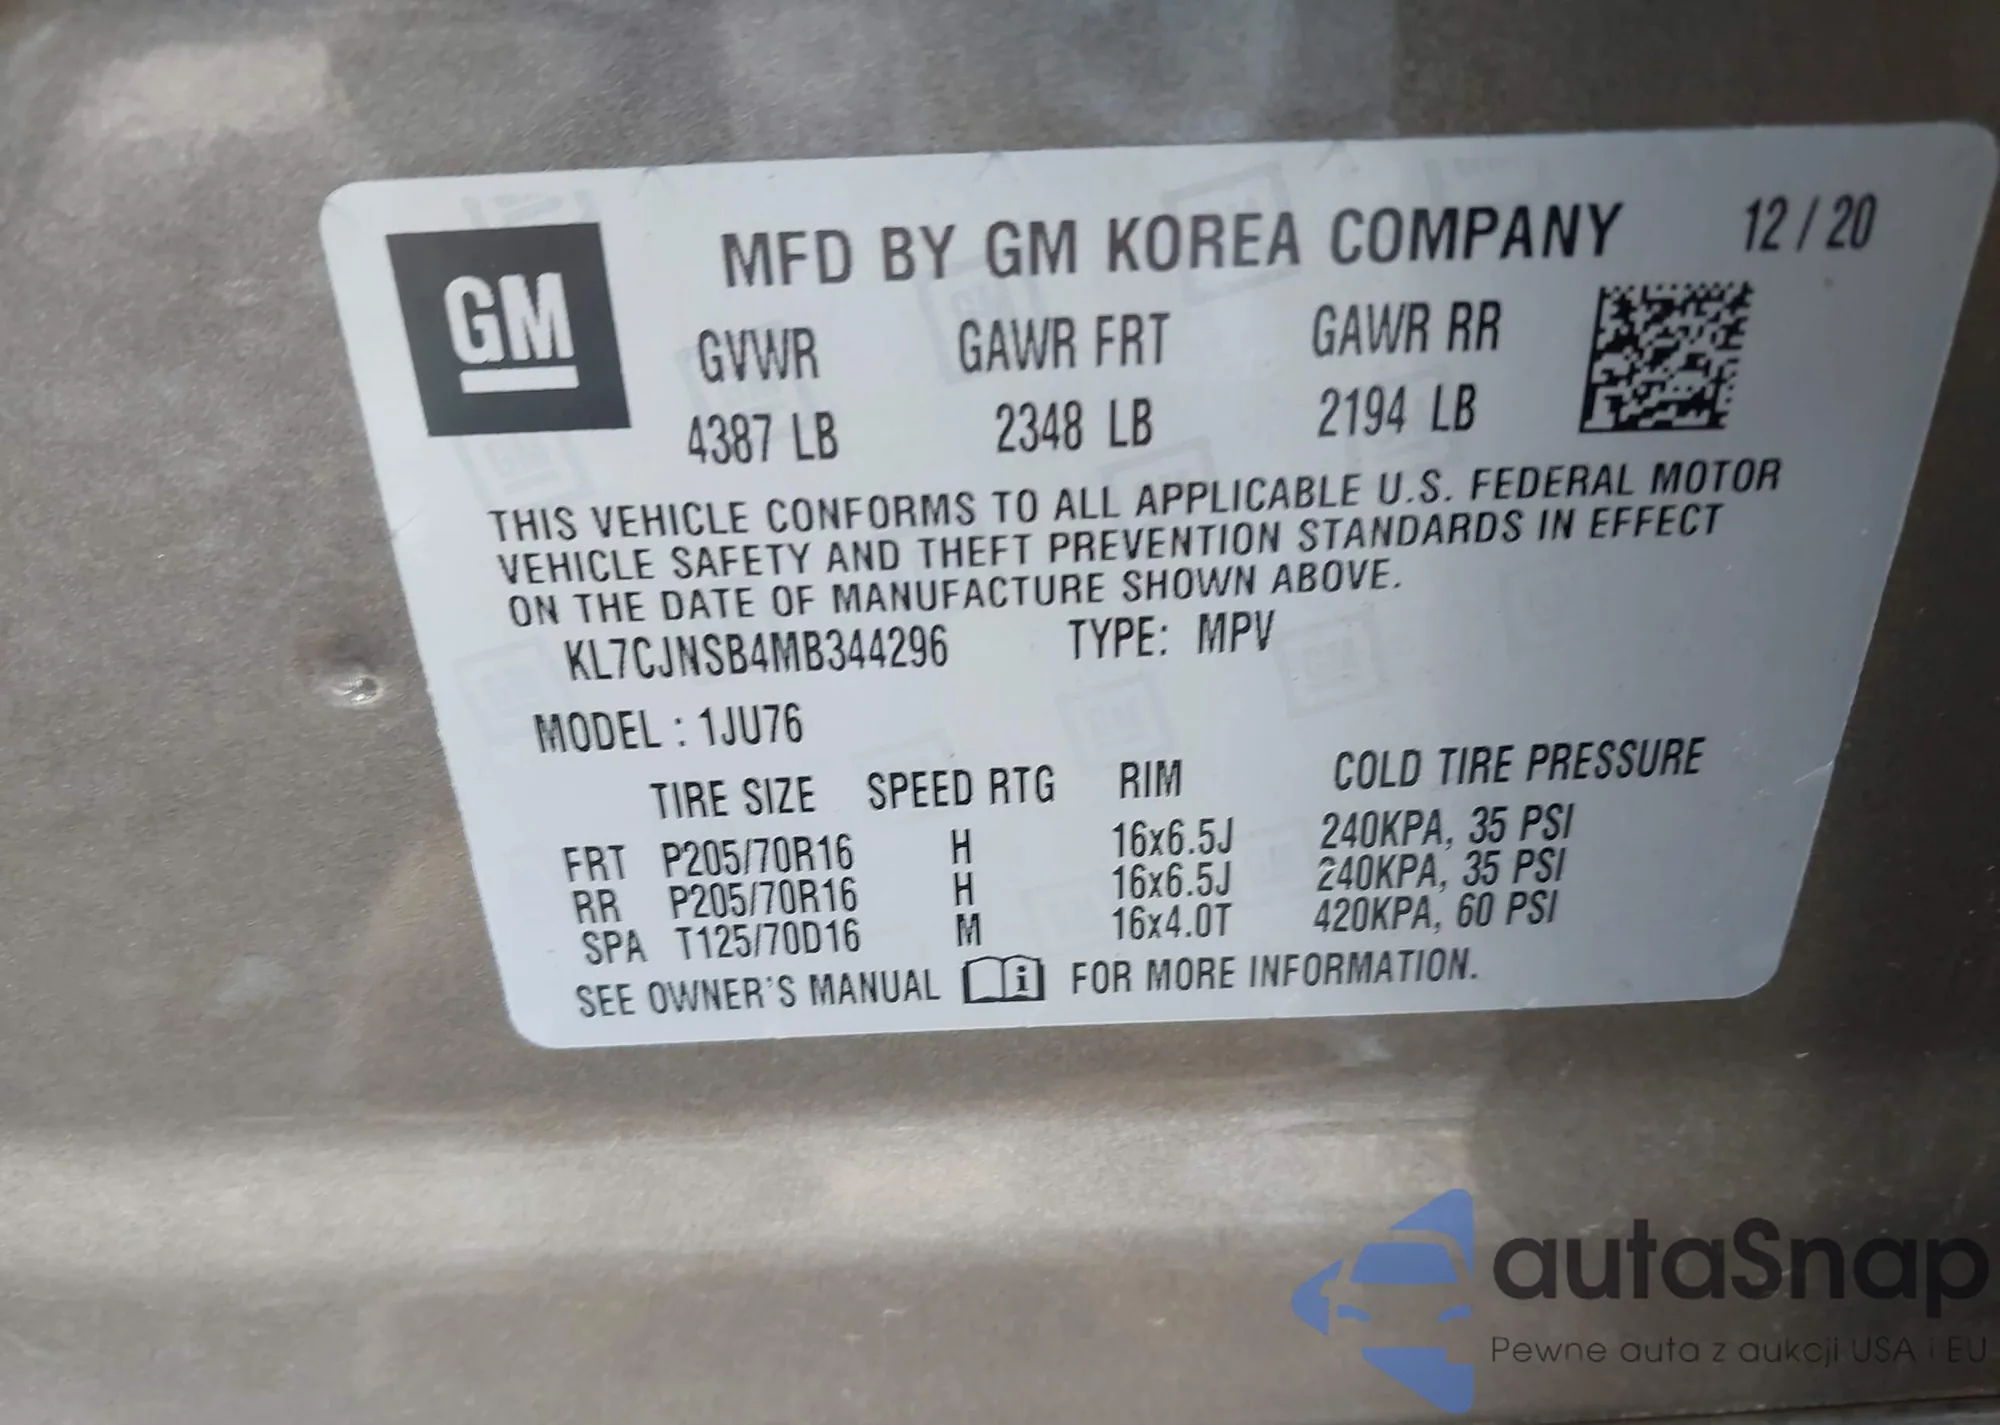 GM
MFD BY GM KOREA COMPANY 12/20
GVWR GAWR FRT GAWR RR
4387 LB 2348 LB 2194 LB
THIS VEHICLE CONFORMS TO ALL APPLICABLE U.S. FEDERAL MOTOR
VEHICLE SAFETY AND THEFT PREVENTION STANDARDS IN EFFECT
ON THE DATE OF MANUFACTURE SHOWN ABOVE.
KL7CJNSB4MB344296 TYPE: MPV
MODEL : 1JU76
TIRE SIZE SPEED RTG RIM COLD TIRE PRESSURE
FRT P205/70R16 H 16x6.5J 240KPA, 35 PSI
RR P205/70R16 H 16x6.5J 240KPA, 35 PSI
SPA T125/70D16 M 16x4.0T 420KPA, 60 PSI
SEE OWNER'S MANUAL i FOR MORE INFORMATION.
autaSnap
Pewne auta z aukcji USA i EU